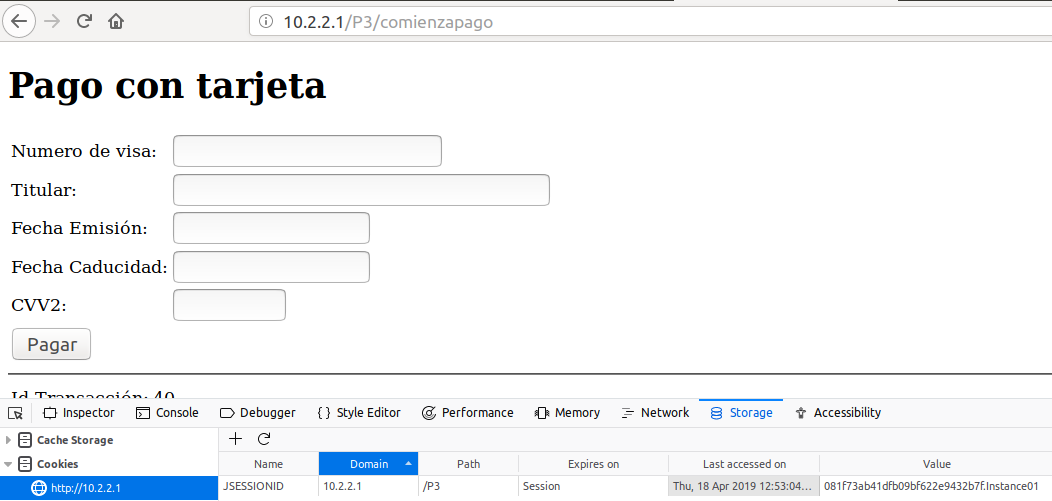 10.2.2.1/P3/comienzapago
Pago con tarjeta
Numero de visa:
Titular:
Fecha Emisión:
Fecha Caducidad:
CVV2:
Pagar
Id Transacción: 40
Inspector Console Debugger { } Style Editor Performance Memory Network Storage Accessibility
Cache Storage
Cookies
http://10.2.2.1
Name Domain Path Expires on Last accessed on Value
JSESSIONID 10.2.2.1 /P3 Session Thu, 18 Apr 2019 12:53:04... 081f73ab41dfb09bf622e9432b7f.Instance01